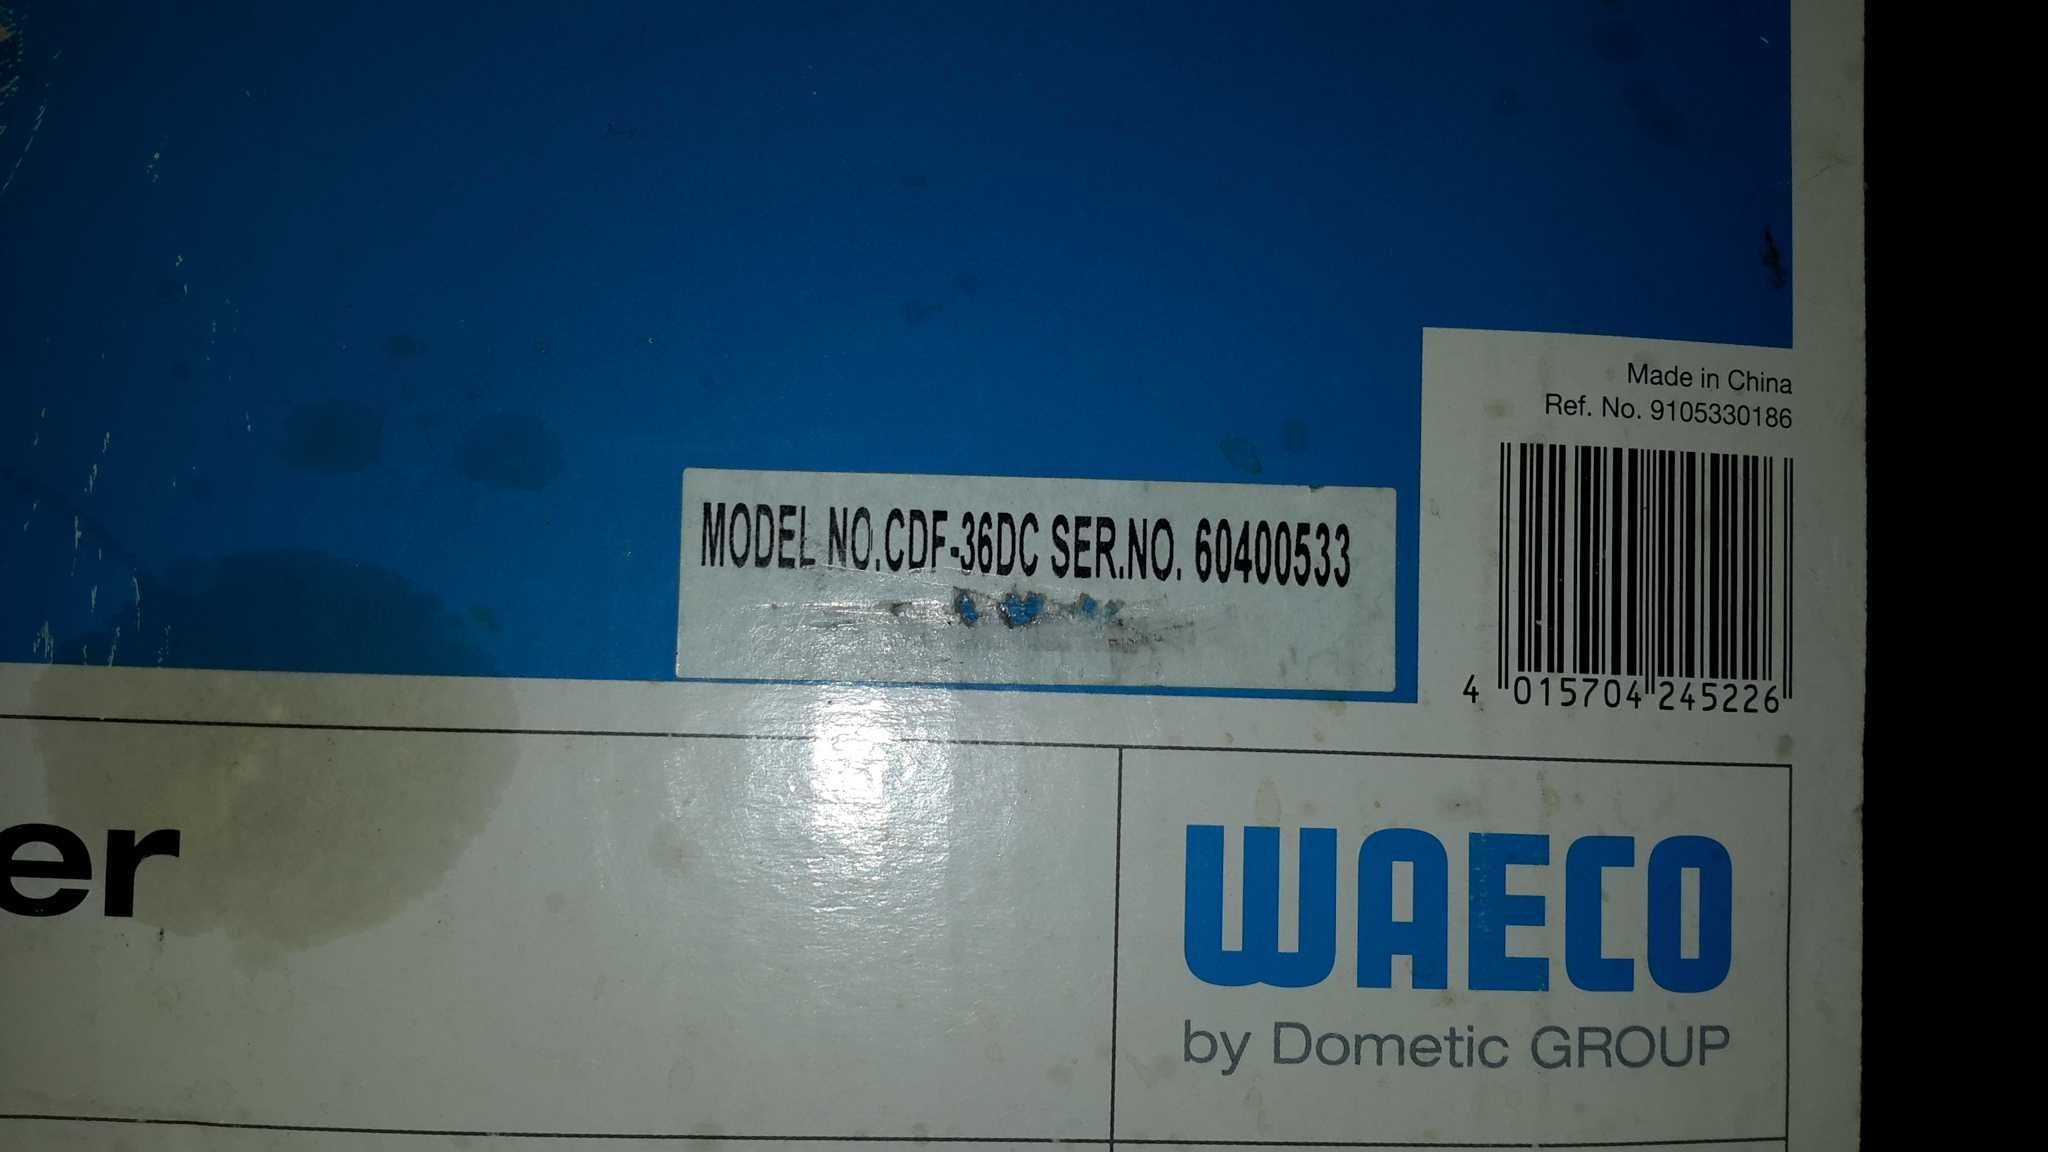 Made in China
Ref. No. 9105330186
MODEL NO.CDF-36DC SER.NO. 60400533
4 015704 245226
er
WAECO
by Dometic GROUP